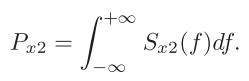 $P_{x2} = \int_{-\infty}^{+\infty} S_{x2}(f)df.$